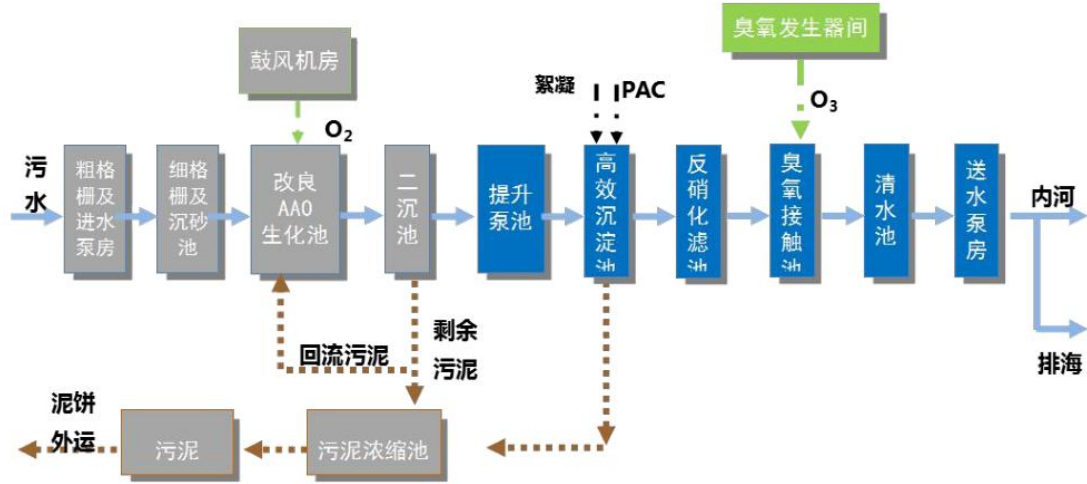 臭氧发生器间
鼓风机房
絮凝
PAC
O₃
O₂
污
水
粗格
栅及
进水
泵房
细格
栅及
沉砂
池
改良
AAO
生化池
二
沉
池
提升
泵池
高
效
沉
淀
池
反
硝
化
滤
池
臭
氧
接
触
池
清
水
池
送
水
泵
房
内河
排海
剩余
污泥
回流污泥
泥饼
外运
污泥
污泥浓缩池